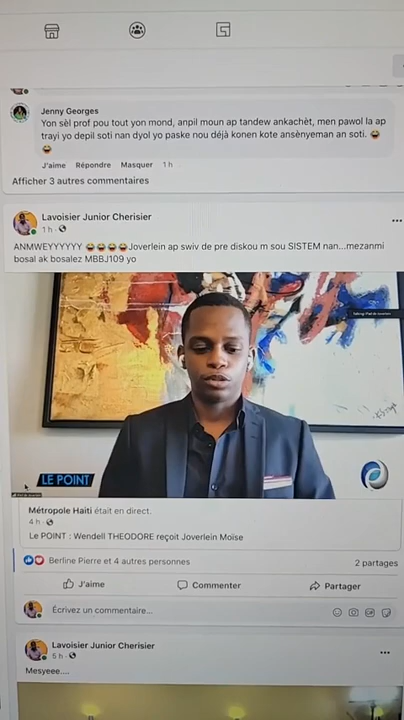 Jenny Georges
Yon sèl prof pou tout yon mond, anpil moun ap tandew ankachèt, men pawol la ap
trayi yo depil soti nan dyol yo paske nou déjà konen kote ansènyeman an soti.
J'aime Répondre Masquer 1 h
Afficher 3 autres commentaires
Lavoisier Junior Cherisier
1 h ·
ANMWEYYYYYY Joverlein ap swiv de pre diskou m sou SISTEM nan...mezanmi
bosal ak bosalez MBBJ109 yo
LE POINT
Métropole Haiti était en direct.
4 h ·
Le POINT : Wendell THEODORE reçoit Joverlein Moise
Berline Pierre et 4 autres personnes
2 partages
J'aime Commenter Partager
Écrivez un commentaire...
Lavoisier Junior Cherisier
5 h ·
Mesyeee....